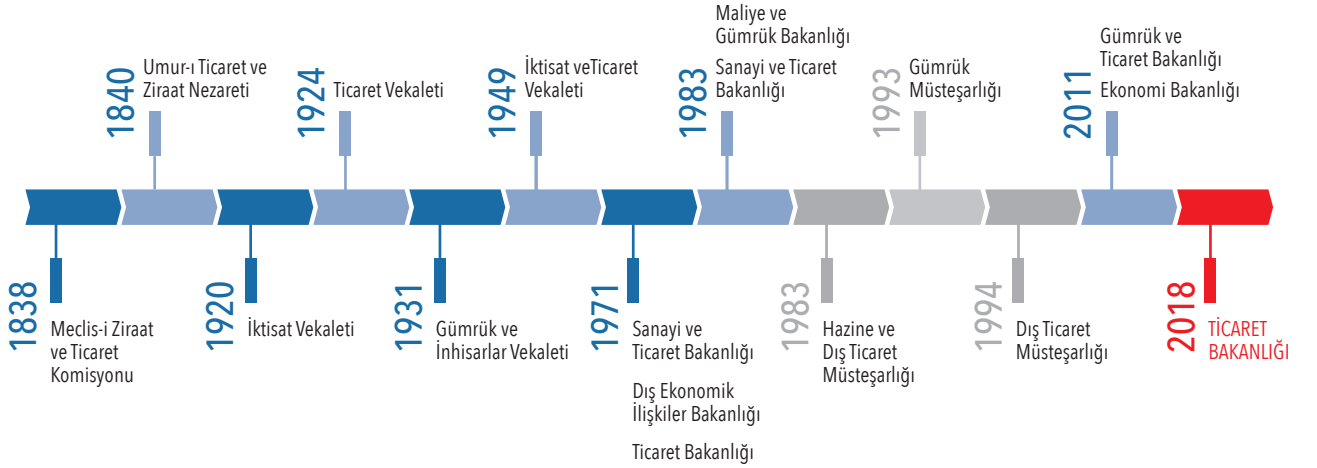 1838
Meclis-i Ziraat
ve Ticaret
Komisyonu
1840
Umur-ı Ticaret ve
Ziraat Nezareti
1920
İktisat Vekaleti
1924
Ticaret Vekaleti
1931
Gümrük ve
İnhisarlar Vekaleti
1949
İktisat veTicaret
Vekaleti
1971
Sanayi ve
Ticaret Bakanlığı
Dış Ekonomik
İlişkiler Bakanlığı
Ticaret Bakanlığı
1983
Maliye ve
Gümrük Bakanlığı
Sanayi ve Ticaret
Bakanlığı
1983
Hazine ve
Dış Ticaret
Müsteşarlığı
1993
Gümrük
Müsteşarlığı
1994
Dış Ticaret
Müsteşarlığı
2011
Gümrük ve
Ticaret Bakanlığı
Ekonomi Bakanlığı
2018
TİCARET
BAKANLIĞI